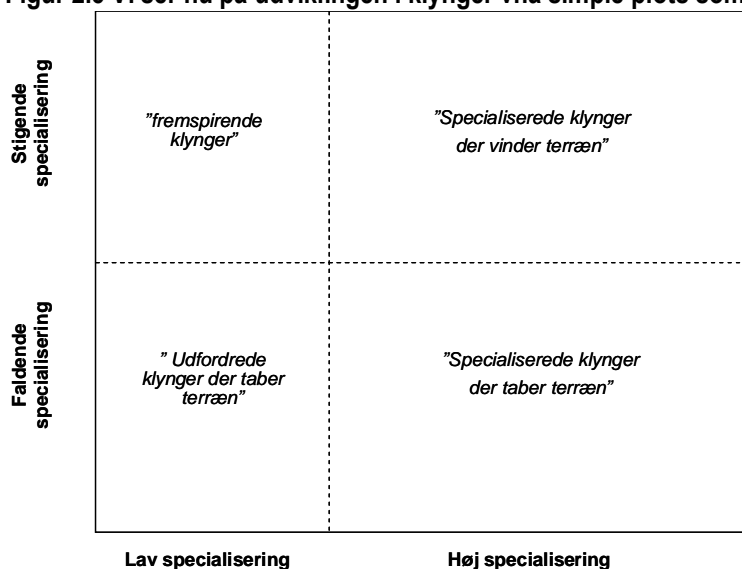 Stigende
specialisering
"fremspirende
klynger"
"Specialiserede klynger
der vinder terræn"
Faldende
specialisering
" Udfordrede
klynger der taber
terræn"
"Specialiserede klynger
der taber terræn"
Lav specialisering
Høj specialisering